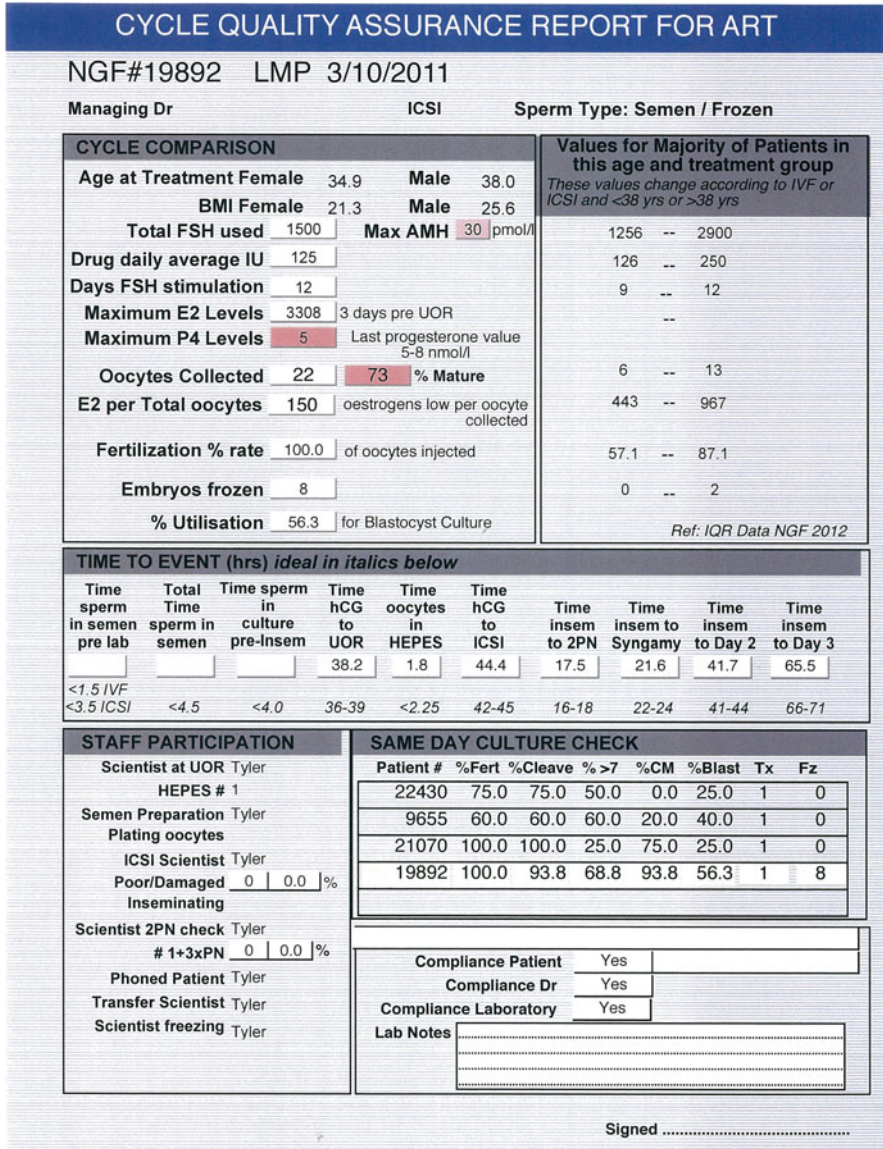 CYCLE QUALITY ASSURANCE REPORT FOR ART
NGF#19892 LMP 3/10/2011
Managing Dr ICSI Sperm Type: Semen / Frozen
CYCLE COMPARISON
Age at Treatment Female 34.9 Male 38.0
BMI Female 21.3 Male 25.6
Total FSH used 1500 Max AMH 30 pmol/l
Drug daily average IU 125
Days FSH stimulation 12
Maximum E2 Levels 3308 3 days pre UOR
Maximum P4 Levels 5 Last progesterone value
5-8 nmol/l
Oocytes Collected 22 73 % Mature
E2 per Total oocytes 150 oestrogens low per oocyte
collected
Fertilization % rate 100.0 of oocytes injected
Embryos frozen 8
% Utilisation 56.3 for Blastocyst Culture
Values for Majority of Patients in
this age and treatment group
These values change according to IVF or
ICSI and <38 yrs or >38 yrs
1256 -- 2900
126 -- 250
9 -- 12
--
6 -- 13
443 -- 967
57.1 -- 87.1
0 -- 2
Ref: IQR Data NGF 2012
TIME TO EVENT (hrs) ideal in italics below
Time Total Time sperm Time Time Time
sperm Time in hCG oocytes hCG Time Time Time Time
in semen sperm in culture to in to insem insem to insem insem
pre lab semen pre-Insem UOR HEPES ICSI to 2PN Syngamy to Day 2 to Day 3
38.2 1.8 44.4 17.5 21.6 41.7 65.5
<1.5 IVF
<3.5 ICSI <4.5 <4.0 36-39 <2.25 42-45 16-18 22-24 41-44 66-71
STAFF PARTICIPATION
Scientist at UOR Tyler
HEPES # 1
Semen Preparation Tyler
Plating oocytes
ICSI Scientist Tyler
Poor/Damaged 0 0.0 %
Inseminating
Scientist 2PN check Tyler
# 1+3xPN 0 0.0 %
Phoned Patient Tyler
Transfer Scientist Tyler
Scientist freezing Tyler
SAME DAY CULTURE CHECK
Patient # %Fert %Cleave % >7 %CM %Blast Tx Fz
22430 75.0 75.0 50.0 0.0 25.0 1 0
9655 60.0 60.0 60.0 20.0 40.0 1 0
21070 100.0 100.0 25.0 75.0 25.0 1 0
19892 100.0 93.8 68.8 93.8 56.3 1 8
Compliance Patient Yes
Compliance Dr Yes
Compliance Laboratory Yes
Lab Notes
Signed ..........................................